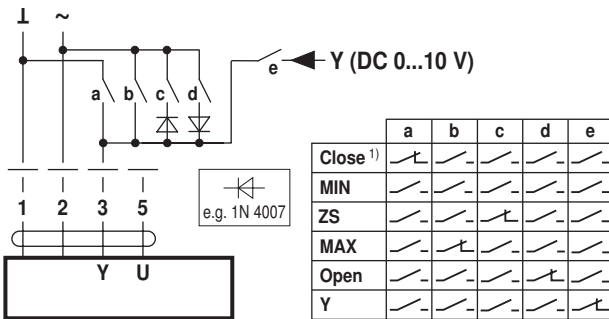 ⊥ ~
a b c d e Y (DC 0...10 V)
1 2 3 5
e.g. 1N 4007
Y U
a b c d e
Close 1)
MIN
ZS
MAX
Open
Y